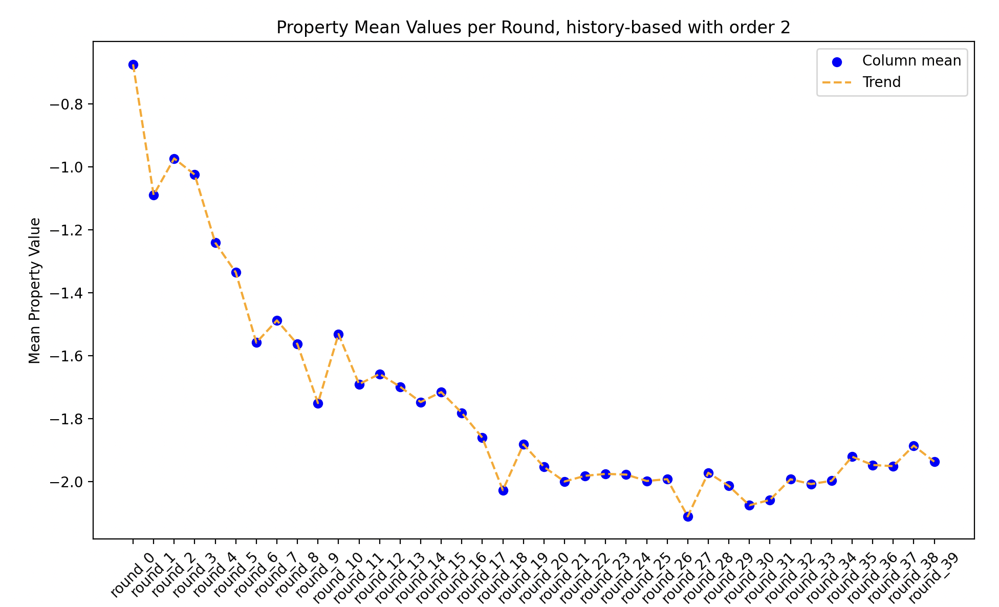 Property Mean Values per Round, history-based with order 2
Column mean
Trend
Mean Property Value
−0.8
−1.0
−1.2
−1.4
−1.6
−1.8
−2.0
round_0
round_1
round_2
round_3
round_4
round_5
round_6
round_7
round_8
round_9
round_10
round_11
round_12
round_13
round_14
round_15
round_16
round_17
round_18
round_19
round_20
round_21
round_22
round_23
round_24
round_25
round_26
round_27
round_28
round_29
round_30
round_31
round_32
round_33
round_34
round_35
round_36
round_37
round_38
round_39